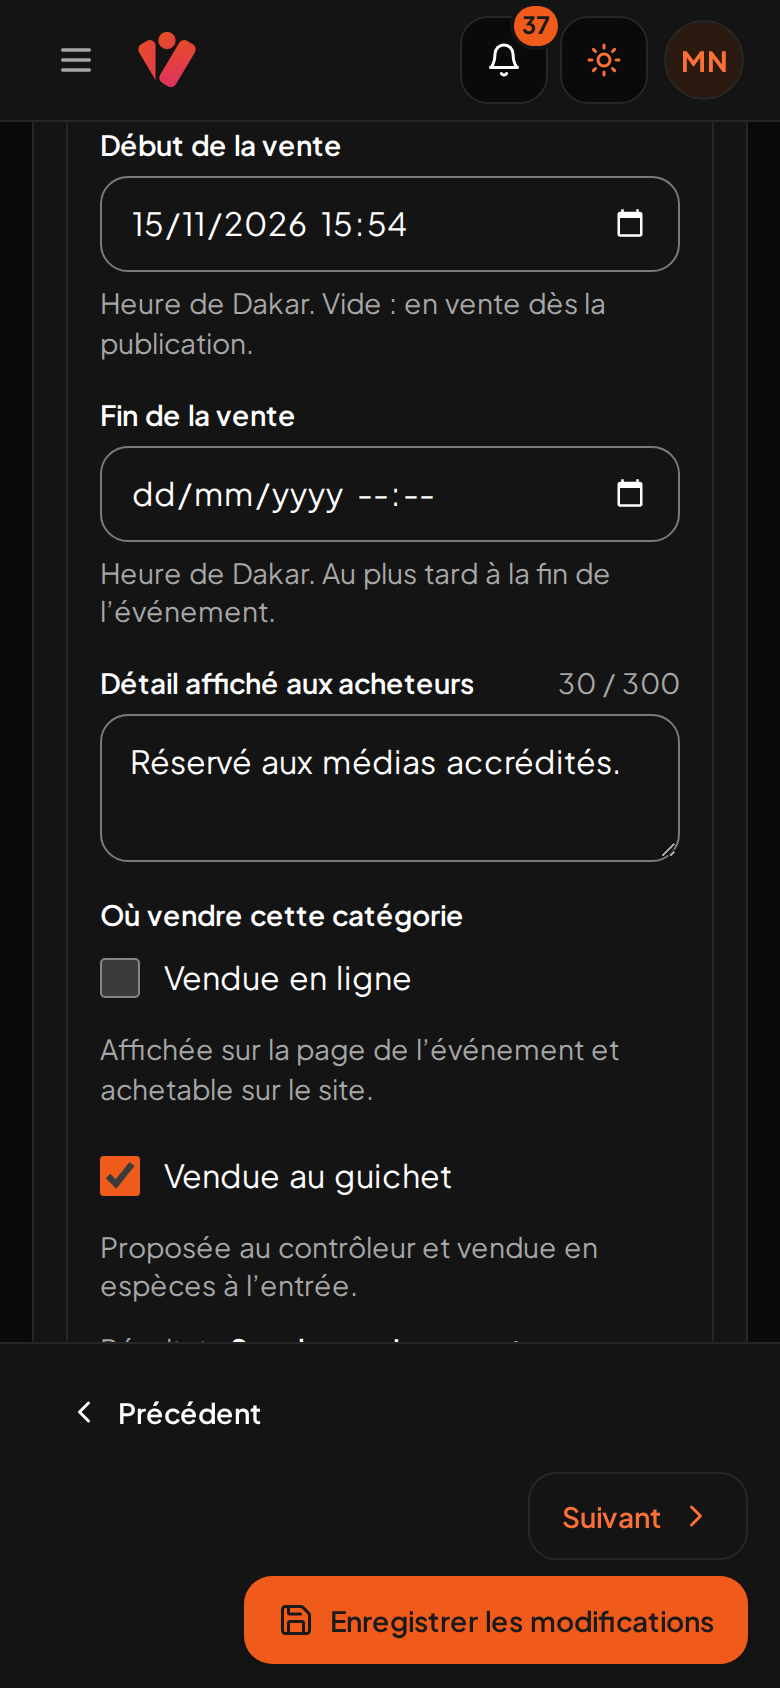 37
MN
Début de la vente
15/11/2026 15:54
Heure de Dakar. Vide : en vente dès la
publication.
Fin de la vente
dd/mm/yyyy --:--
Heure de Dakar. Au plus tard à la fin de
l’événement.
Détail affiché aux acheteurs 30 / 300
Réservé aux médias accrédités.
Où vendre cette catégorie
Vendue en ligne
Affichée sur la page de l’événement et
achetable sur le site.
Vendue au guichet
Proposée au contrôleur et vendue en
espèces à l’entrée.
Précédent
Suivant
Enregistrer les modifications